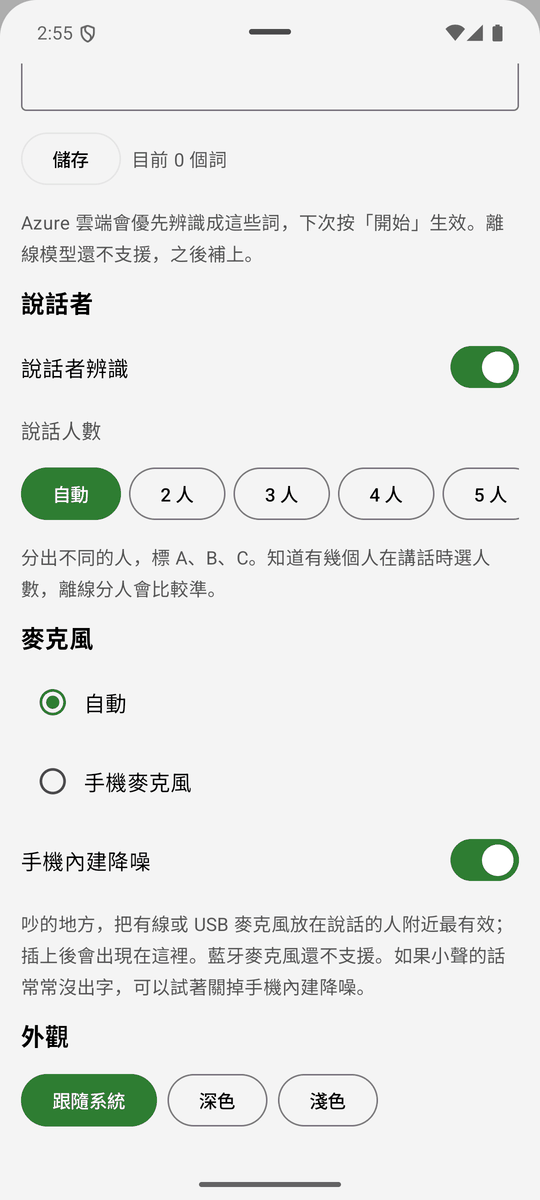 2:55
儲存 目前 0 個詞
Azure 雲端會優先辨識成這些詞，下次按「開始」生效。離
線模型還不支援，之後補上。
說話者
說話者辨識
說話人數
自動 2 人 3 人 4 人 5 人
分出不同的人，標 A、B、C。知道有幾個人在講話時選人
數，離線分人會比較準。
麥克風
自動
手機麥克風
手機內建降噪
吵的地方，把有線或 USB 麥克風放在說話的人附近最有效；
插上後會出現在這裡。藍牙麥克風還不支援。如果小聲的話
常常沒出字，可以試著關掉手機內建降噪。
外觀
跟隨系統 深色 淺色